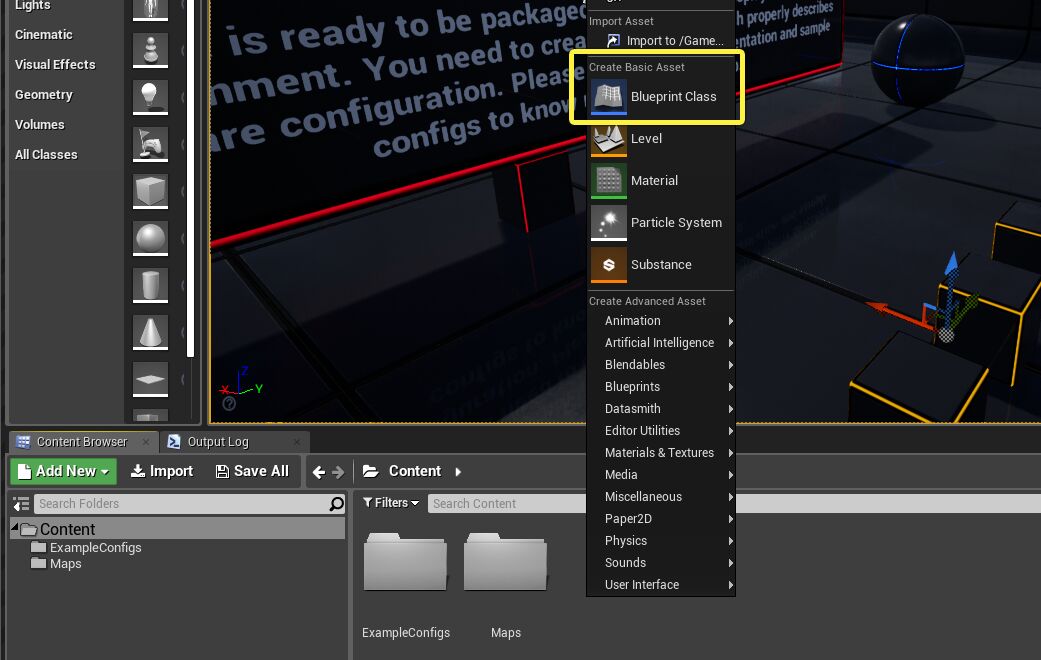 Lights
Cinematic
Visual Effects
Geometry
Volumes
All Classes
is ready to be packaged
nment. You need to crea
are configuration. Please
configs to know
properly describes
entation and sample
X
Y
Z
Import Asset
Import to /Game...
Create Basic Asset
Blueprint Class
Level
Material
Particle System
Substance
Create Advanced Asset
Animation
Artificial Intelligence
Blendables
Blueprints
Datasmith
Editor Utilities
Materials & Textures
Media
Miscellaneous
Paper2D
Physics
Sounds
User Interface
Content Browser
Output Log
Add New
Import
Save All
Content
Search Folders
Filters
Search Content
Content
ExampleConfigs
Maps
ExampleConfigs
Maps